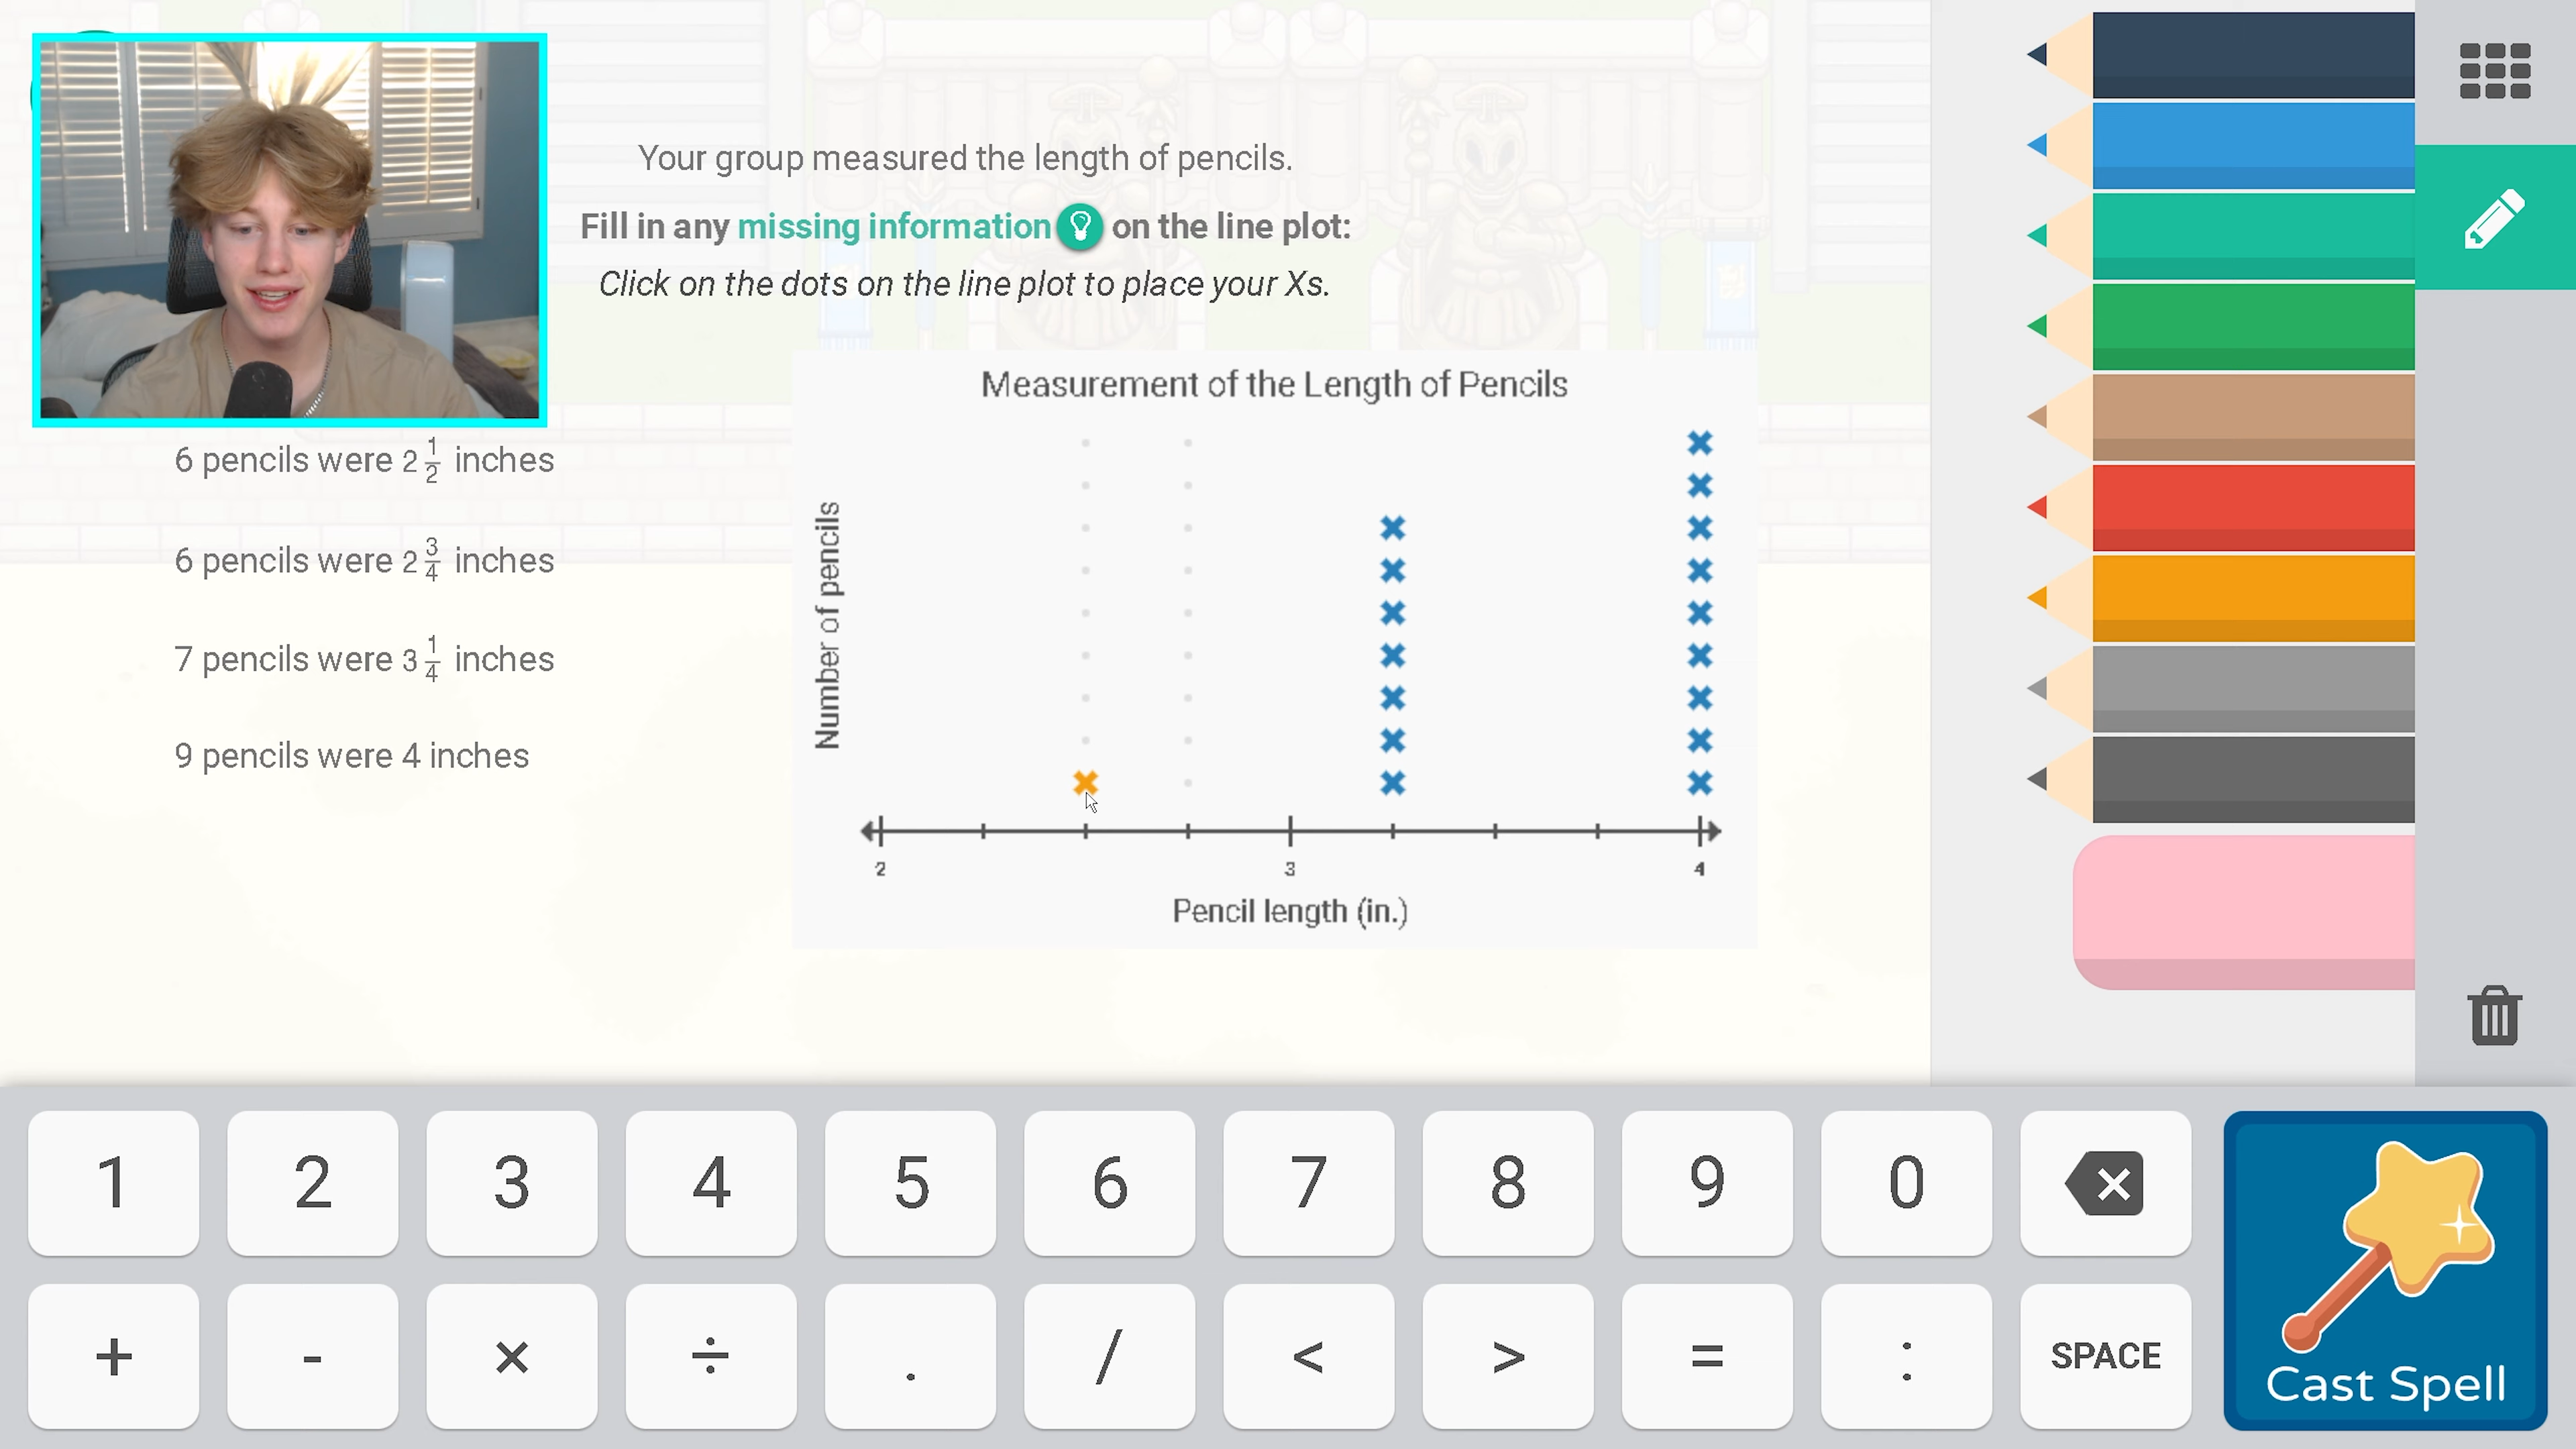 Your group measured the length of pencils.
Fill in any missing information on the line plot:
Click on the dots on the line plot to place your Xs.
6 pencils were 2 1/2 inches
6 pencils were 2 3/4 inches
7 pencils were 3 1/4 inches
9 pencils were 4 inches
Measurement of the Length of Pencils
Number of pencils
2 3 4
Pencil length (in.)
1 2 3 4 5 6 7 8 9 0
+ - × ÷ . / < > = : SPACE
Cast Spell